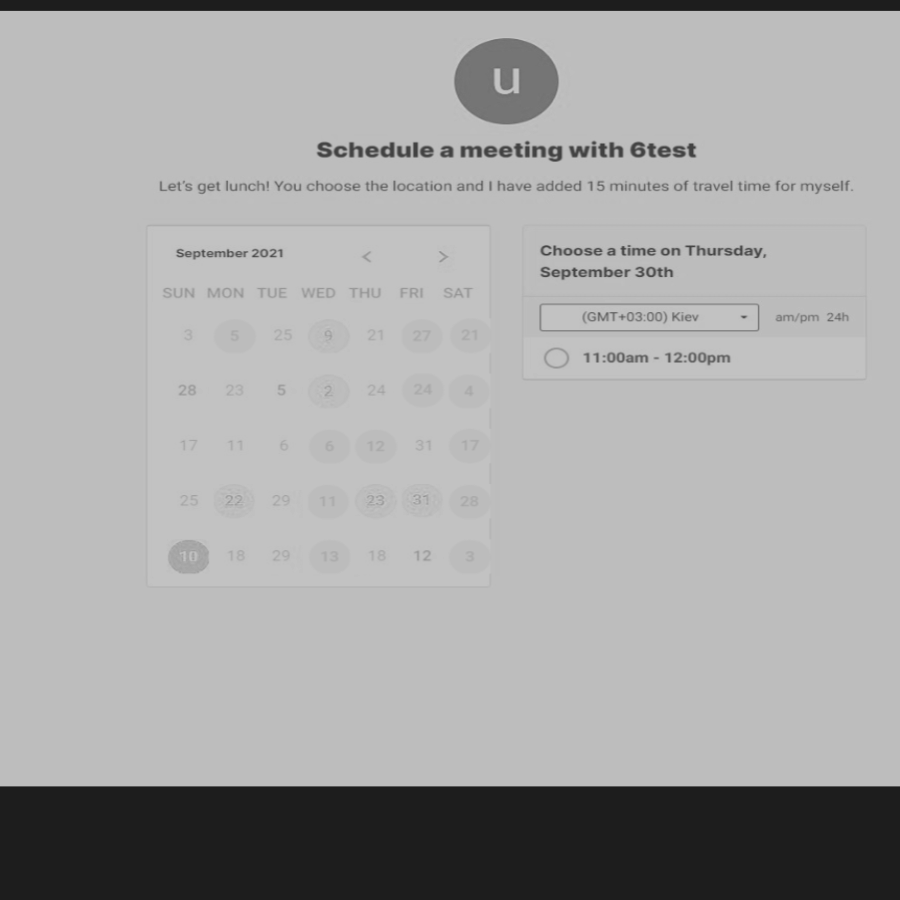 u
Schedule a meeting with 6test
Let's get lunch! You choose the location and I have added 15 minutes of travel time for myself.
September 2021 < >
SUN MON TUE WED THU FRI SAT
3 5 25 9 21 27 21
28 23 5 2 24 24 4
17 11 6 6 12 31 17
25 22 29 11 23 31 28
10 18 29 13 18 12 3
Choose a time on Thursday,
September 30th
(GMT+03:00) Kiev am/pm 24h
11:00am - 12:00pm